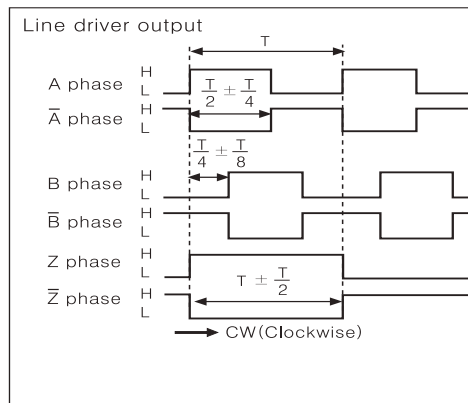 Line driver output
T
A phase H
L
T/2 ± T/4
A̅ phase H
L
T/4 ± T/8
B phase H
L
B̅ phase H
L
Z phase H
L
T ± T/2
Z̅ phase H
L
CW(Clockwise)